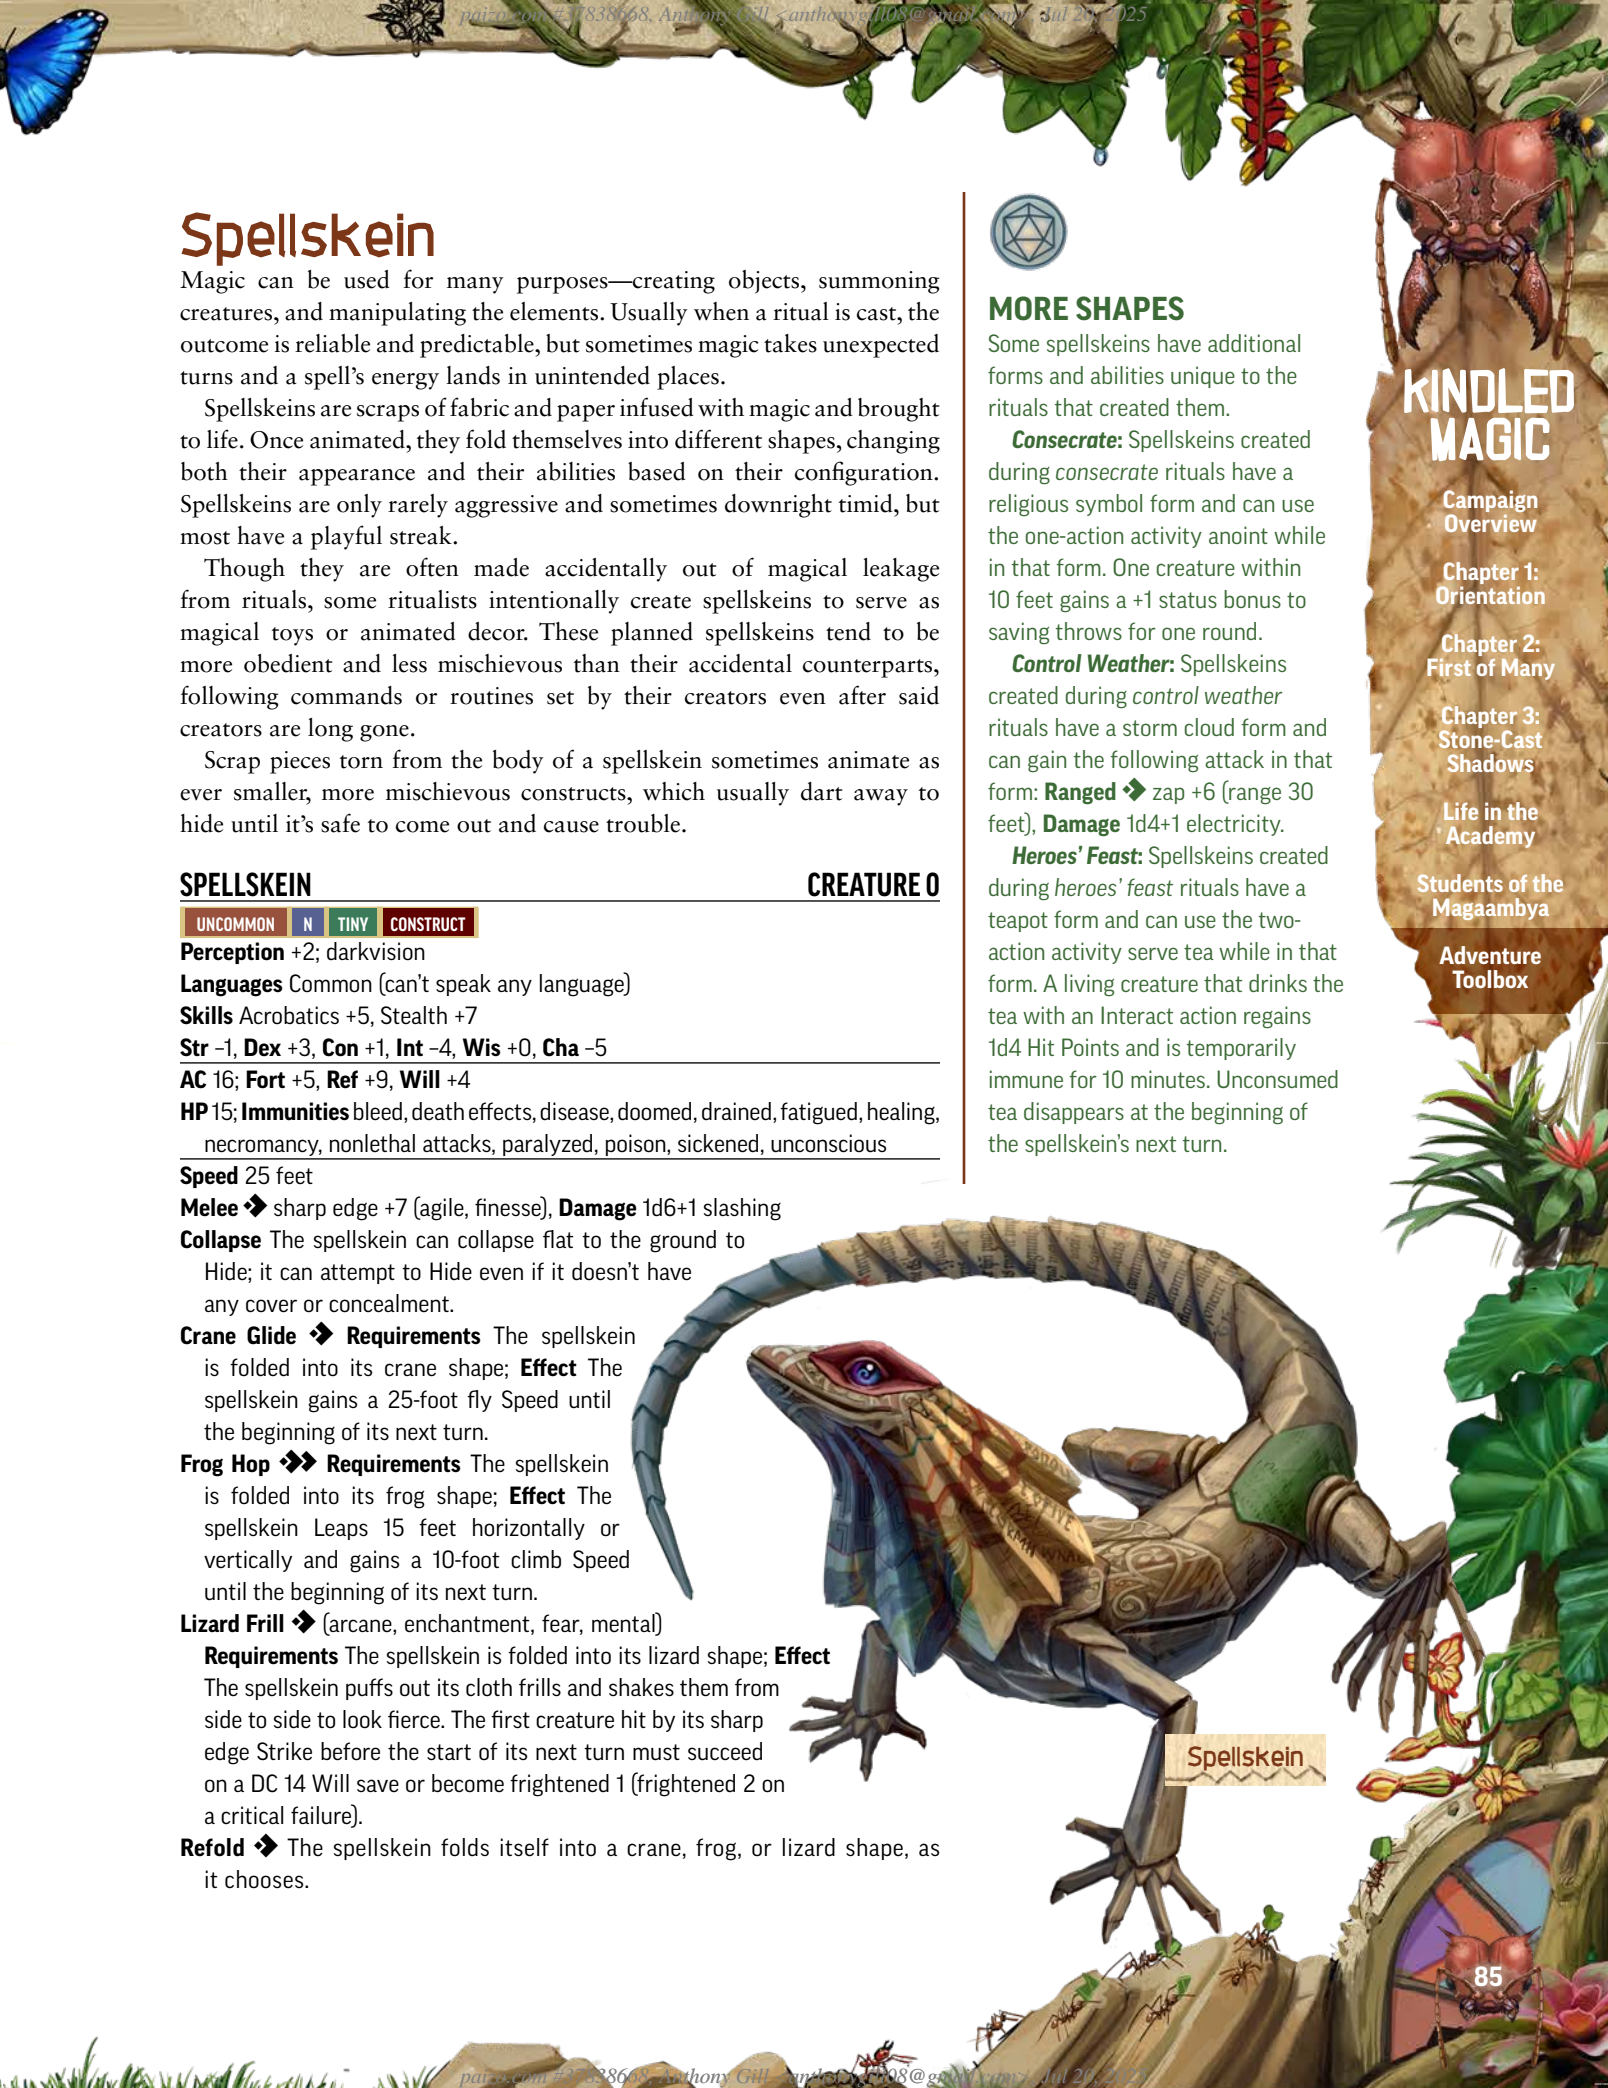 paizo.com #37838668, Anthony Gill <anthonygill08@gmail.com>, Jul 20, 2025
Spellskein
Magic can be used for many purposes—creating objects, summoning
creatures, and manipulating the elements. Usually when a ritual is cast, the
outcome is reliable and predictable, but sometimes magic takes unexpected
turns and a spell's energy lands in unintended places.
Spellskeins are scraps of fabric and paper infused with magic and brought
to life. Once animated, they fold themselves into different shapes, changing
both their appearance and their abilities based on their configuration.
Spellskeins are only rarely aggressive and sometimes downright timid, but
most have a playful streak.
Though they are often made accidentally out of magical leakage
from rituals, some ritualists intentionally create spellskeins to serve as
magical toys or animated decor. These planned spellskeins tend to be
more obedient and less mischievous than their accidental counterparts,
following commands or routines set by their creators even after said
creators are long gone.
Scrap pieces torn from the body of a spellskein sometimes animate as
ever smaller, more mischievous constructs, which usually dart away to
hide until it's safe to come out and cause trouble.
SPELLSKEIN CREATURE 0
UNCOMMON N TINY CONSTRUCT
Perception +2; darkvision
Languages Common (can't speak any language)
Skills Acrobatics +5, Stealth +7
Str –1, Dex +3, Con +1, Int –4, Wis +0, Cha –5
AC 16; Fort +5, Ref +9, Will +4
HP 15; Immunities bleed, death effects, disease, doomed, drained, fatigued, healing,
necromancy, nonlethal attacks, paralyzed, poison, sickened, unconscious
Speed 25 feet
Melee sharp edge +7 (agile, finesse), Damage 1d6+1 slashing
Collapse The spellskein can collapse flat to the ground to
Hide; it can attempt to Hide even if it doesn't have
any cover or concealment.
Crane Glide Requirements The spellskein
is folded into its crane shape; Effect The
spellskein gains a 25-foot fly Speed until
the beginning of its next turn.
Frog Hop Requirements The spellskein
is folded into its frog shape; Effect The
spellskein Leaps 15 feet horizontally or
vertically and gains a 10-foot climb Speed
until the beginning of its next turn.
Lizard Frill (arcane, enchantment, fear, mental)
Requirements The spellskein is folded into its lizard shape; Effect
The spellskein puffs out its cloth frills and shakes them from
side to side to look fierce. The first creature hit by its sharp
edge Strike before the start of its next turn must succeed
on a DC 14 Will save or become frightened 1 (frightened 2 on
a critical failure).
Refold The spellskein folds itself into a crane, frog, or lizard shape, as
it chooses.
MORE SHAPES
Some spellskeins have additional
forms and abilities unique to the
rituals that created them.
Consecrate: Spellskeins created
during consecrate rituals have a
religious symbol form and can use
the one-action activity anoint while
in that form. One creature within
10 feet gains a +1 status bonus to
saving throws for one round.
Control Weather: Spellskeins
created during control weather
rituals have a storm cloud form and
can gain the following attack in that
form: Ranged zap +6 (range 30
feet), Damage 1d4+1 electricity.
Heroes' Feast: Spellskeins created
during heroes' feast rituals have a
teapot form and can use the two-
action activity serve tea while in that
form. A living creature that drinks the
tea with an Interact action regains
1d4 Hit Points and is temporarily
immune for 10 minutes. Unconsumed
tea disappears at the beginning of
the spellskein's next turn.
Spellskein
KINDLED
MAGIC
Campaign
Overview
Chapter 1:
Orientation
Chapter 2:
First of Many
Chapter 3:
Stone-Cast
Shadows
Life in the
Academy
Students of the
Magaambya
Adventure
Toolbox
85
paizo.com #37838668, Anthony Gill <anthonygill08@gmail.com>, Jul 20, 2025